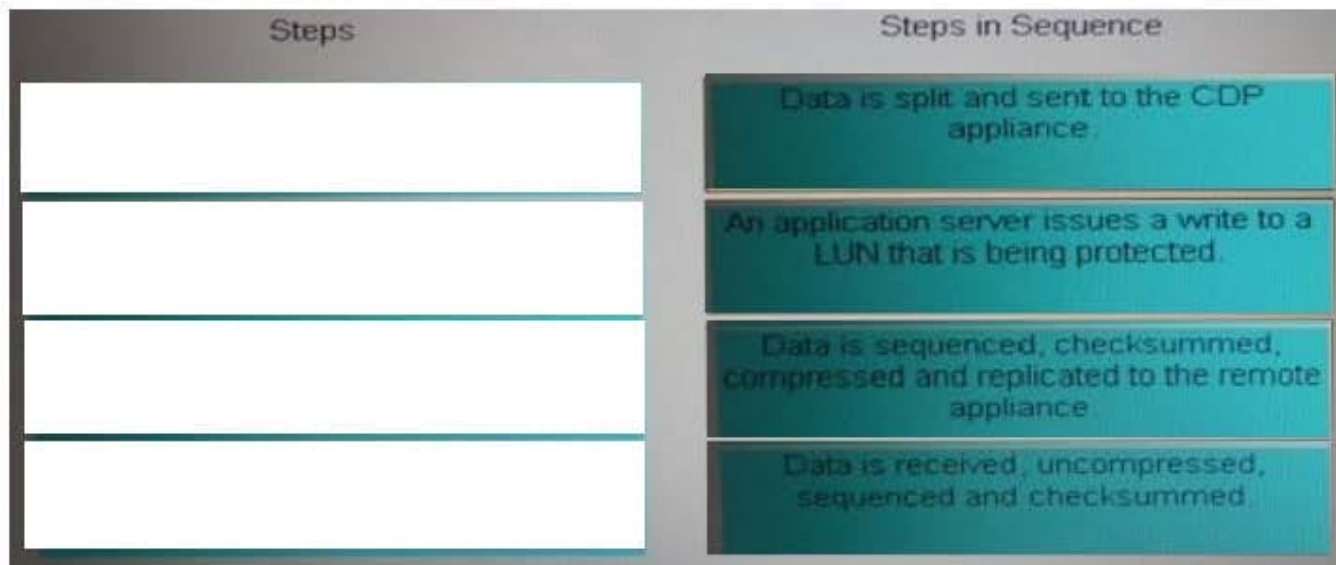 Steps
Steps in Sequence
Data is split and sent to the CDP
appliance.
An application server issues a write to a
LUN that is being protected.
Data is sequenced, checksummed,
compressed and replicated to the remote
appliance.
Data is received, uncompressed,
sequenced and checksummed.